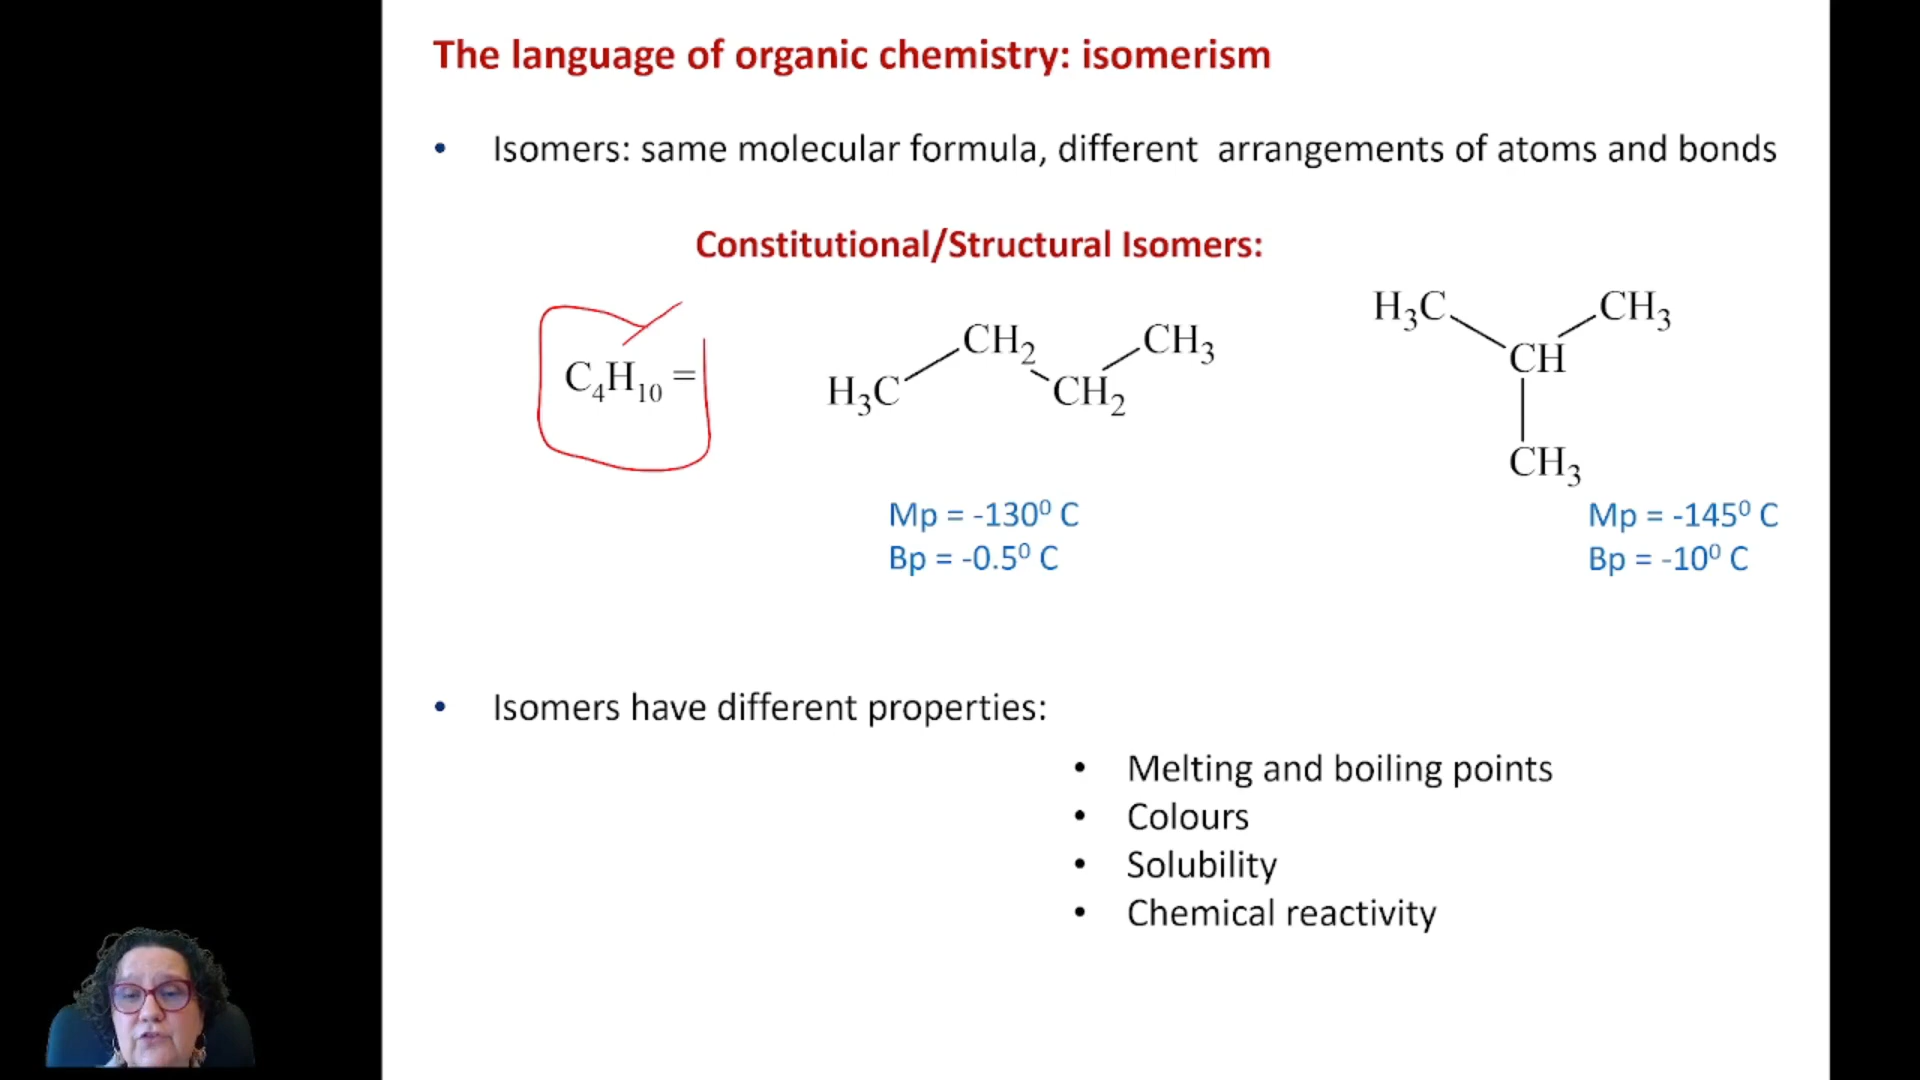 The language of organic chemistry: isomerism
• Isomers: same molecular formula, different arrangements of atoms and bonds
Constitutional/Structural Isomers:
C₄H₁₀ =
H₃C CH₂ CH₂ CH₃
H₃C CH CH₃ CH₃
Mp = -130⁰ C
Bp = -0.5⁰ C
Mp = -145⁰ C
Bp = -10⁰ C
• Isomers have different properties:
• Melting and boiling points
• Colours
• Solubility
• Chemical reactivity